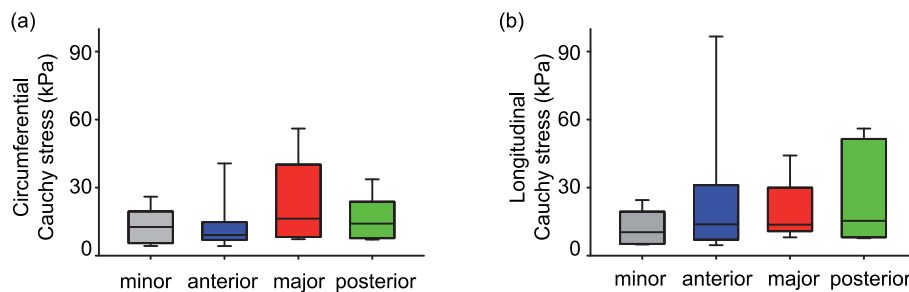 (a)
Circumferential
Cauchy stress (kPa)
90
60
30
0
minor anterior major posterior
(b)
Longitudinal
Cauchy stress (kPa)
90
60
30
0
minor anterior major posterior